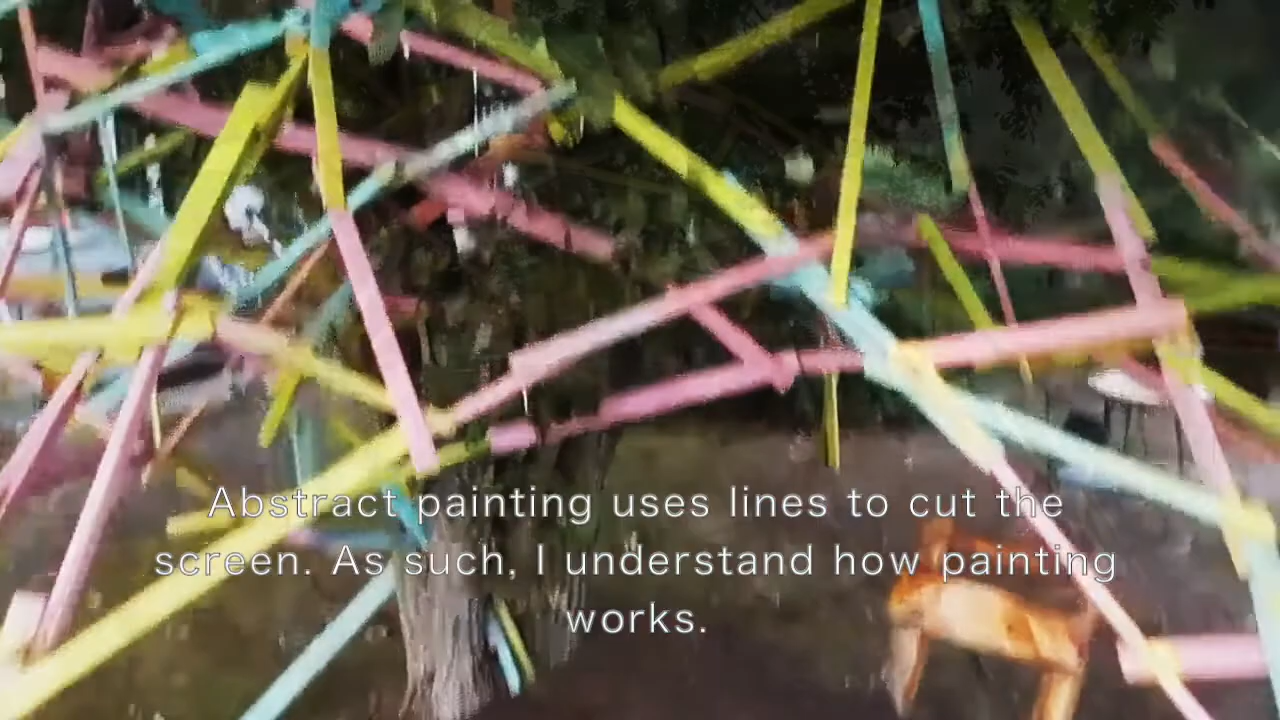 Abstract painting uses lines to cut the
screen. As such, I understand how painting
works.